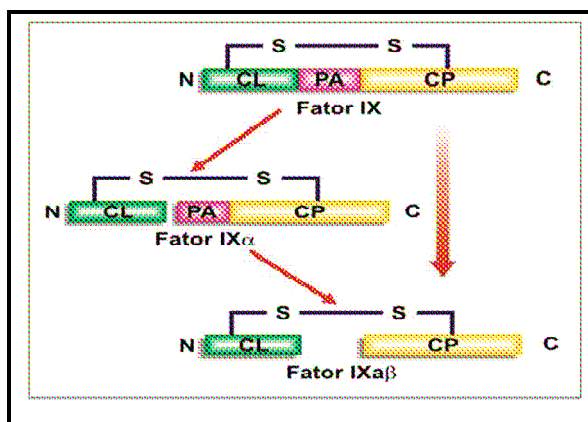 S S
N CL PA CP C
Fator IX
S S
N CL PA CP C
Fator IXα
S S
N CL CP C
Fator IXaβ